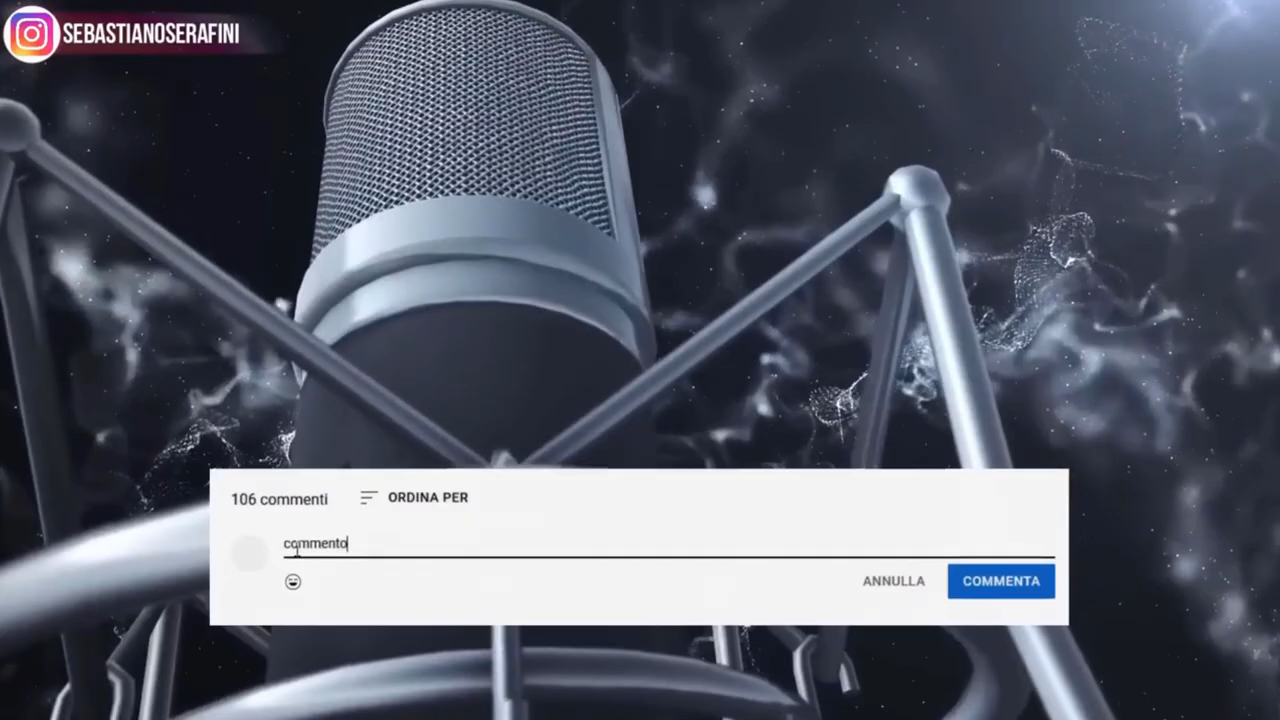 SEBASTIANOSERAFINI
106 commenti ORDINA PER
commento
ANNULLA COMMENTA